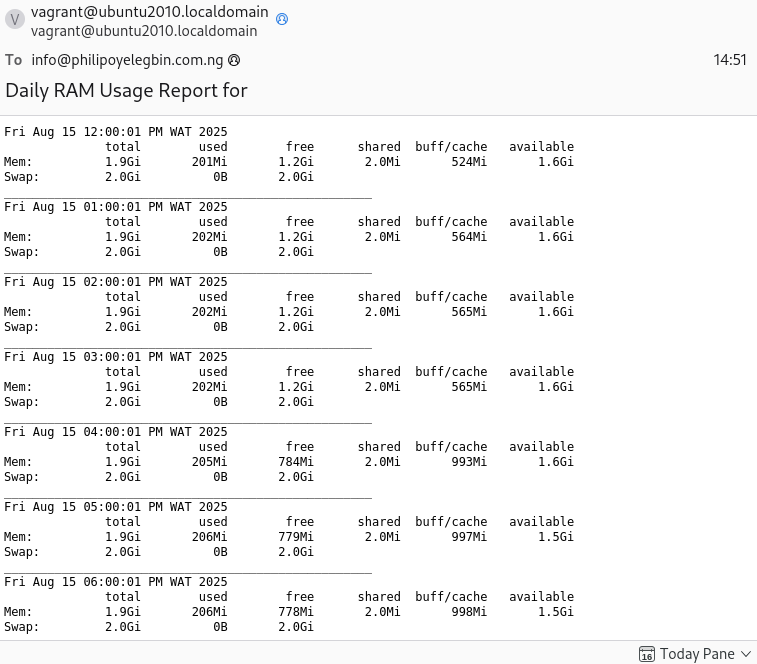 V
vagrant@ubuntu2010.localdomain
vagrant@ubuntu2010.localdomain
To info@philipoyelegbin.com.ng 14:51
Daily RAM Usage Report for
Fri Aug 15 12:00:01 PM WAT 2025
total used free shared buff/cache available
Mem: 1.9Gi 201Mi 1.2Gi 2.0Mi 524Mi 1.6Gi
Swap: 2.0Gi 0B 2.0Gi
___________________________________________________
Fri Aug 15 01:00:01 PM WAT 2025
total used free shared buff/cache available
Mem: 1.9Gi 202Mi 1.2Gi 2.0Mi 564Mi 1.6Gi
Swap: 2.0Gi 0B 2.0Gi
___________________________________________________
Fri Aug 15 02:00:01 PM WAT 2025
total used free shared buff/cache available
Mem: 1.9Gi 202Mi 1.2Gi 2.0Mi 565Mi 1.6Gi
Swap: 2.0Gi 0B 2.0Gi
___________________________________________________
Fri Aug 15 03:00:01 PM WAT 2025
total used free shared buff/cache available
Mem: 1.9Gi 202Mi 1.2Gi 2.0Mi 565Mi 1.6Gi
Swap: 2.0Gi 0B 2.0Gi
___________________________________________________
Fri Aug 15 04:00:01 PM WAT 2025
total used free shared buff/cache available
Mem: 1.9Gi 205Mi 784Mi 2.0Mi 993Mi 1.6Gi
Swap: 2.0Gi 0B 2.0Gi
___________________________________________________
Fri Aug 15 05:00:01 PM WAT 2025
total used free shared buff/cache available
Mem: 1.9Gi 206Mi 779Mi 2.0Mi 997Mi 1.5Gi
Swap: 2.0Gi 0B 2.0Gi
___________________________________________________
Fri Aug 15 06:00:01 PM WAT 2025
total used free shared buff/cache available
Mem: 1.9Gi 206Mi 778Mi 2.0Mi 998Mi 1.5Gi
Swap: 2.0Gi 0B 2.0Gi
16 Today Pane